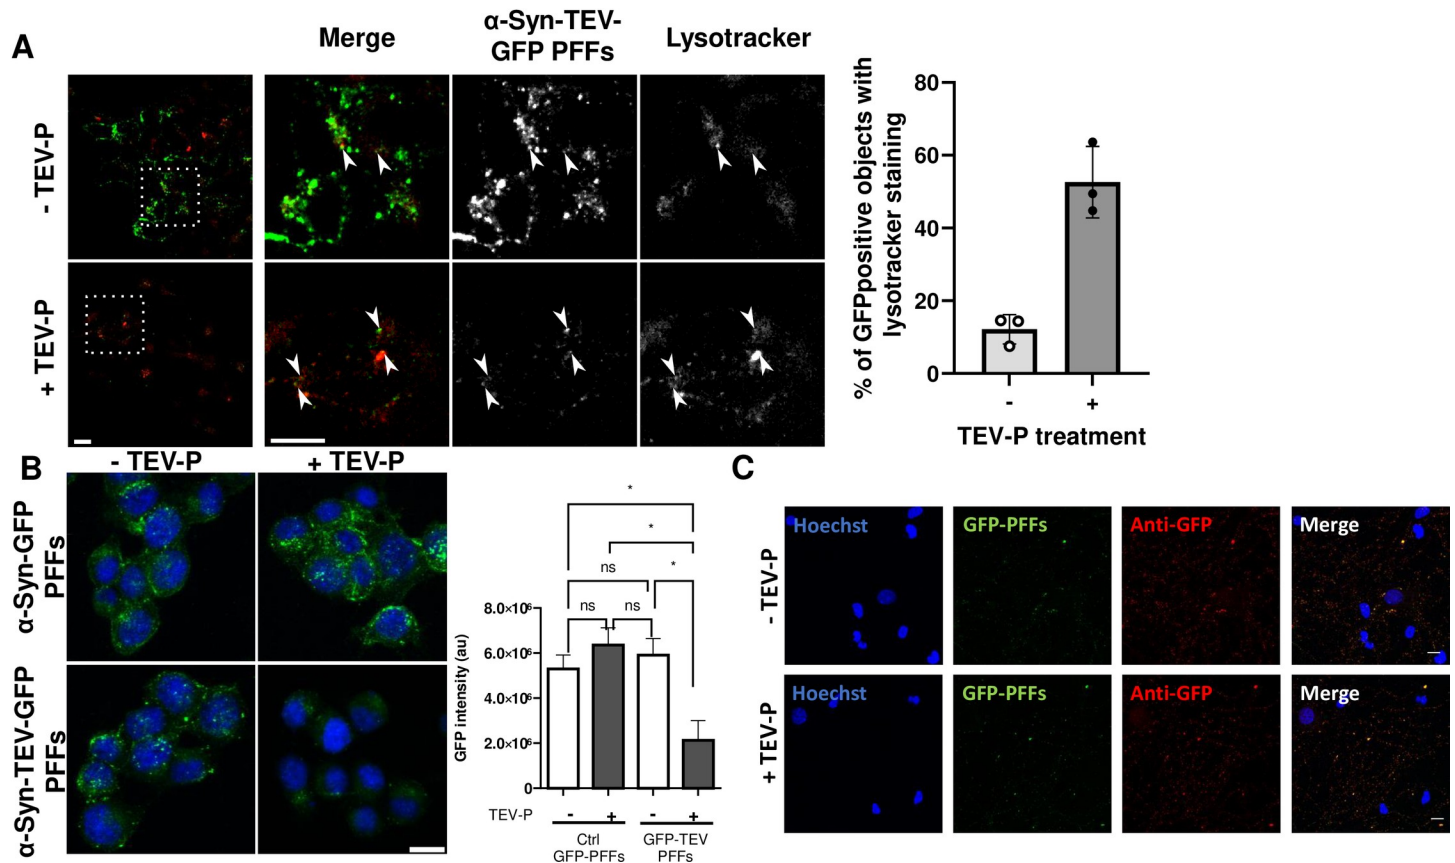 A
Merge
α-Syn-TEV-
GFP PFFs
Lysotracker
- TEV-P
+ TEV-P
% of GFPpositive objects with
lysotracker staining
80
60
40
20
0
-
+
TEV-P treatment
B
- TEV-P
+ TEV-P
α-Syn-GFP
PFFs
α-Syn-TEV-GFP
PFFs
*
*
ns
*
ns
ns
GFP intensity (au)
8.0×10⁶
6.0×10⁶
4.0×10⁶
2.0×10⁶
0
TEV-P
-
+
-
+
Ctrl
GFP-PFFs
GFP-TEV
PFFs
C
- TEV-P
Hoechst
GFP-PFFs
Anti-GFP
Merge
+ TEV-P
Hoechst
GFP-PFFs
Anti-GFP
Merge